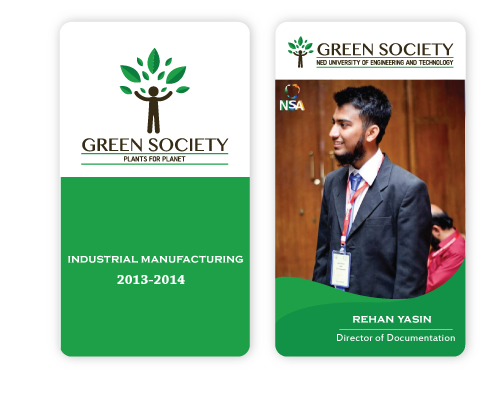 GREEN SOCIETY
PLANTS FOR PLANET
INDUSTRIAL MANUFACTURING
2013-2014
GREEN SOCIETY
NED UNIVERSITY OF ENGINEERING AND TECHNOLOGY
NSA
REHAN YASIN
Director of Documentation